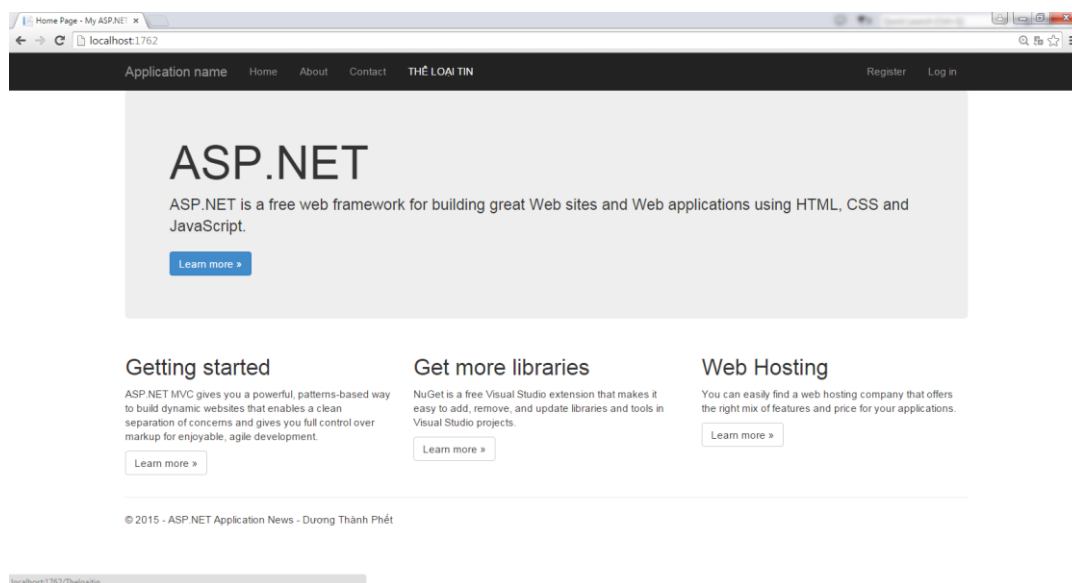 Home Page - My ASP.NET
localhost:1762
Application name Home About Contact THỂ LOẠI TIN Register Log in
ASP.NET
ASP.NET is a free web framework for building great Web sites and Web applications using HTML, CSS and
JavaScript.
Learn more »
Getting started
ASP.NET MVC gives you a powerful, patterns-based way
to build dynamic websites that enables a clean
separation of concerns and gives you full control over
markup for enjoyable, agile development.
Learn more »
Get more libraries
NuGet is a free Visual Studio extension that makes it
easy to add, remove, and update libraries and tools in
Visual Studio projects.
Learn more »
Web Hosting
You can easily find a web hosting company that offers
the right mix of features and price for your applications.
Learn more »
© 2015 - ASP.NET Application News - Dương Thành Phết
localhost:1762/Theloaitin